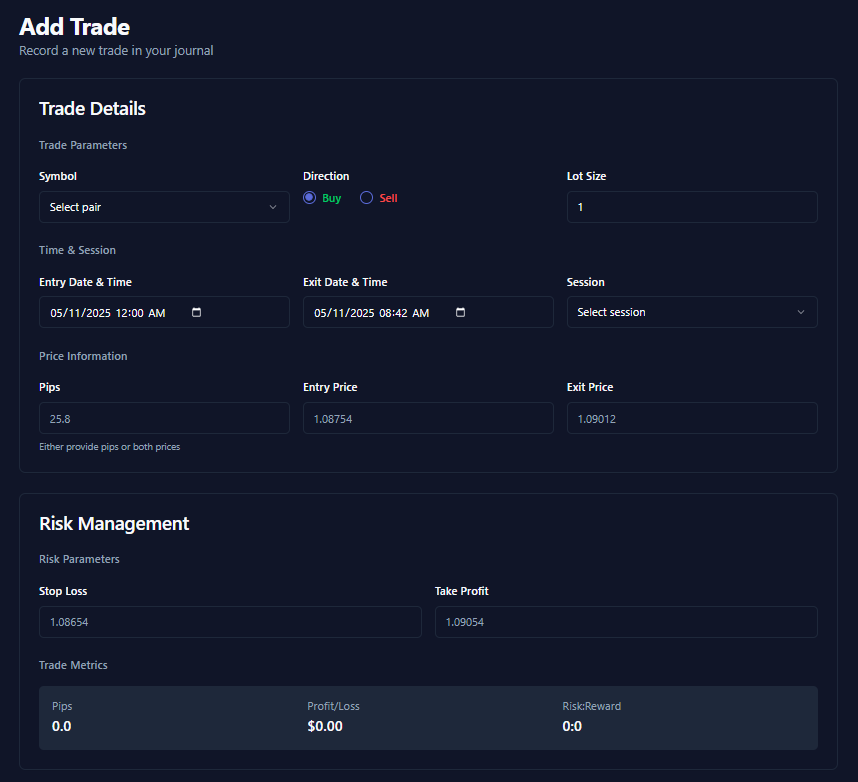 Add Trade
Record a new trade in your journal
Trade Details
Trade Parameters
Symbol Direction Lot Size
Select pair Buy Sell 1
Time & Session
Entry Date & Time Exit Date & Time Session
05/11/2025 12:00 AM 05/11/2025 08:42 AM Select session
Price Information
Pips Entry Price Exit Price
25.8 1.08754 1.09012
Either provide pips or both prices
Risk Management
Risk Parameters
Stop Loss Take Profit
1.08654 1.09054
Trade Metrics
Pips Profit/Loss Risk:Reward
0.0 $0.00 0:0